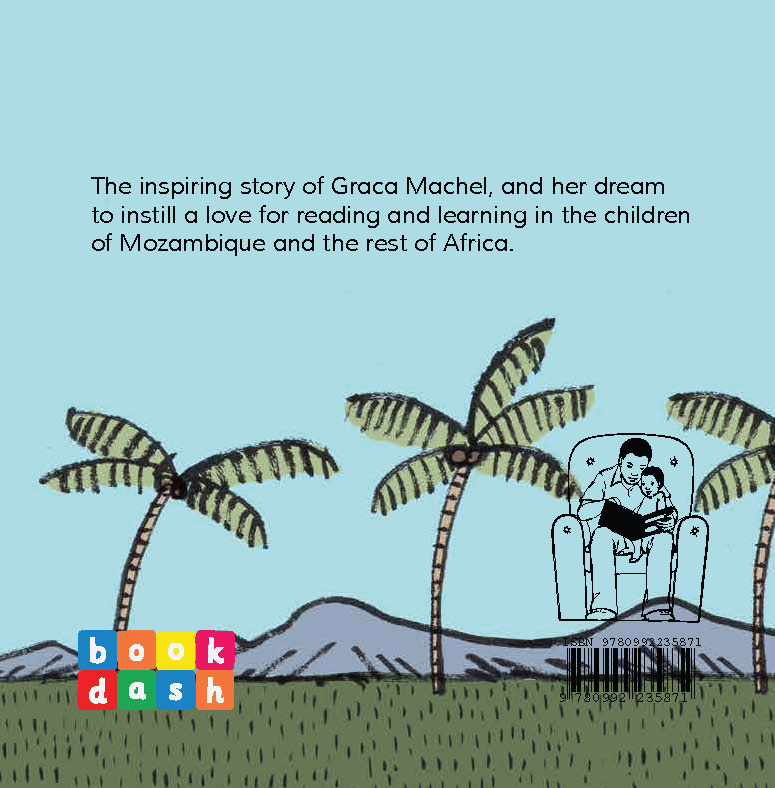 The inspiring story of Graca Machel, and her dream
to instill a love for reading and learning in the children
of Mozambique and the rest of Africa.
book
dash
ISBN 9780992235871
9 780992 235871